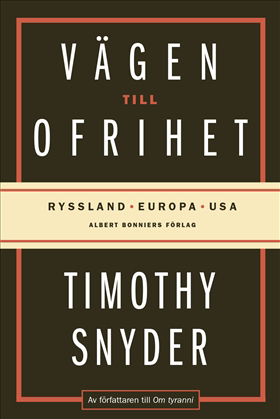 VÄGEN
TILL
OFRIHET
RYSSLAND • EUROPA • USA
ALBERT BONNIERS FÖRLAG
TIMOTHY
SNYDER
Av författaren till Om tyranni